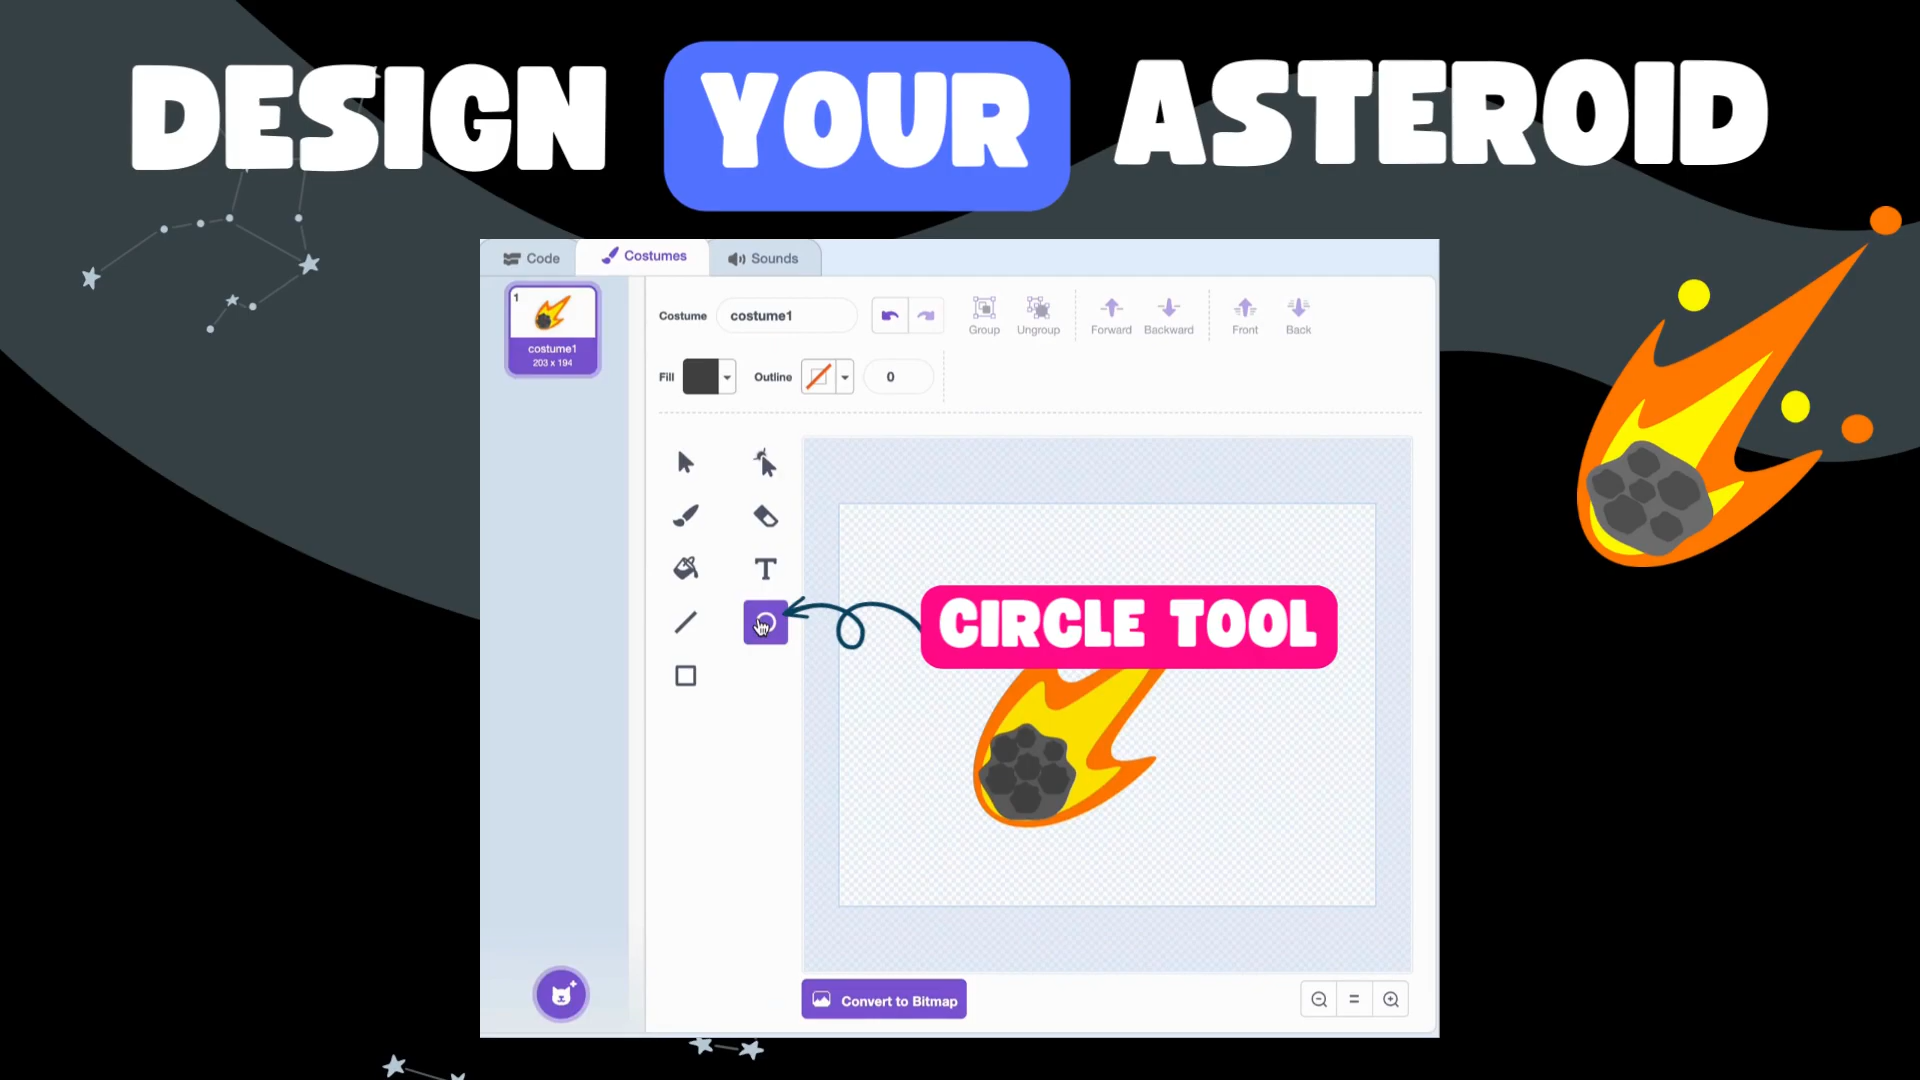 DESIGN YOUR ASTEROID
Code Costumes Sounds
1
costume1
203 x 194
Costume costume1
Group Ungroup Forward Backward Front Back
Fill Outline 0
T
CIRCLE TOOL
Convert to Bitmap